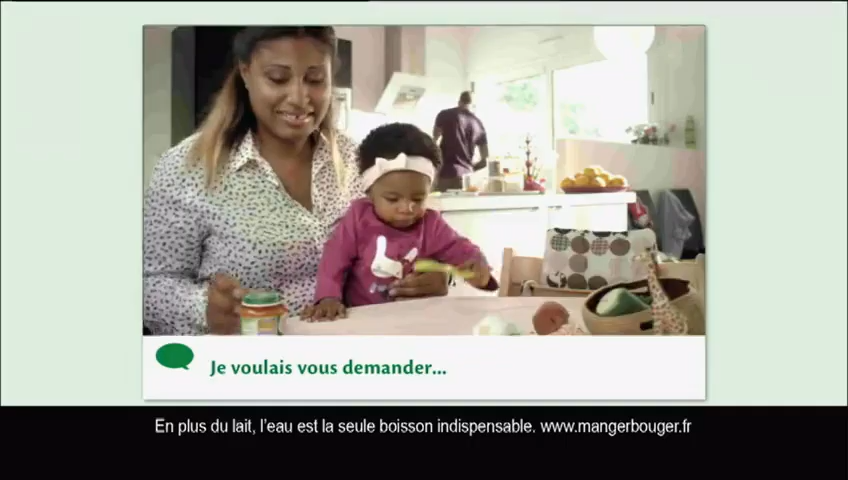 Je voulais vous demander...
En plus du lait, l'eau est la seule boisson indispensable. www.mangerbouger.fr